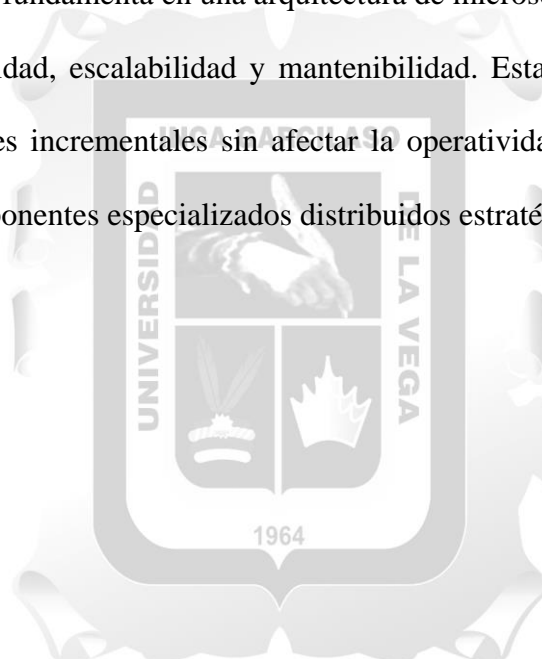 fundamenta en una arquitectura de micros
idad, escalabilidad y mantenibilidad. Esta
es incrementales sin afectar la operativida
ponentes especializados distribuidos estraté
INCA GARCILASO
UNIVERSIDAD
DE LA VEGA
1964